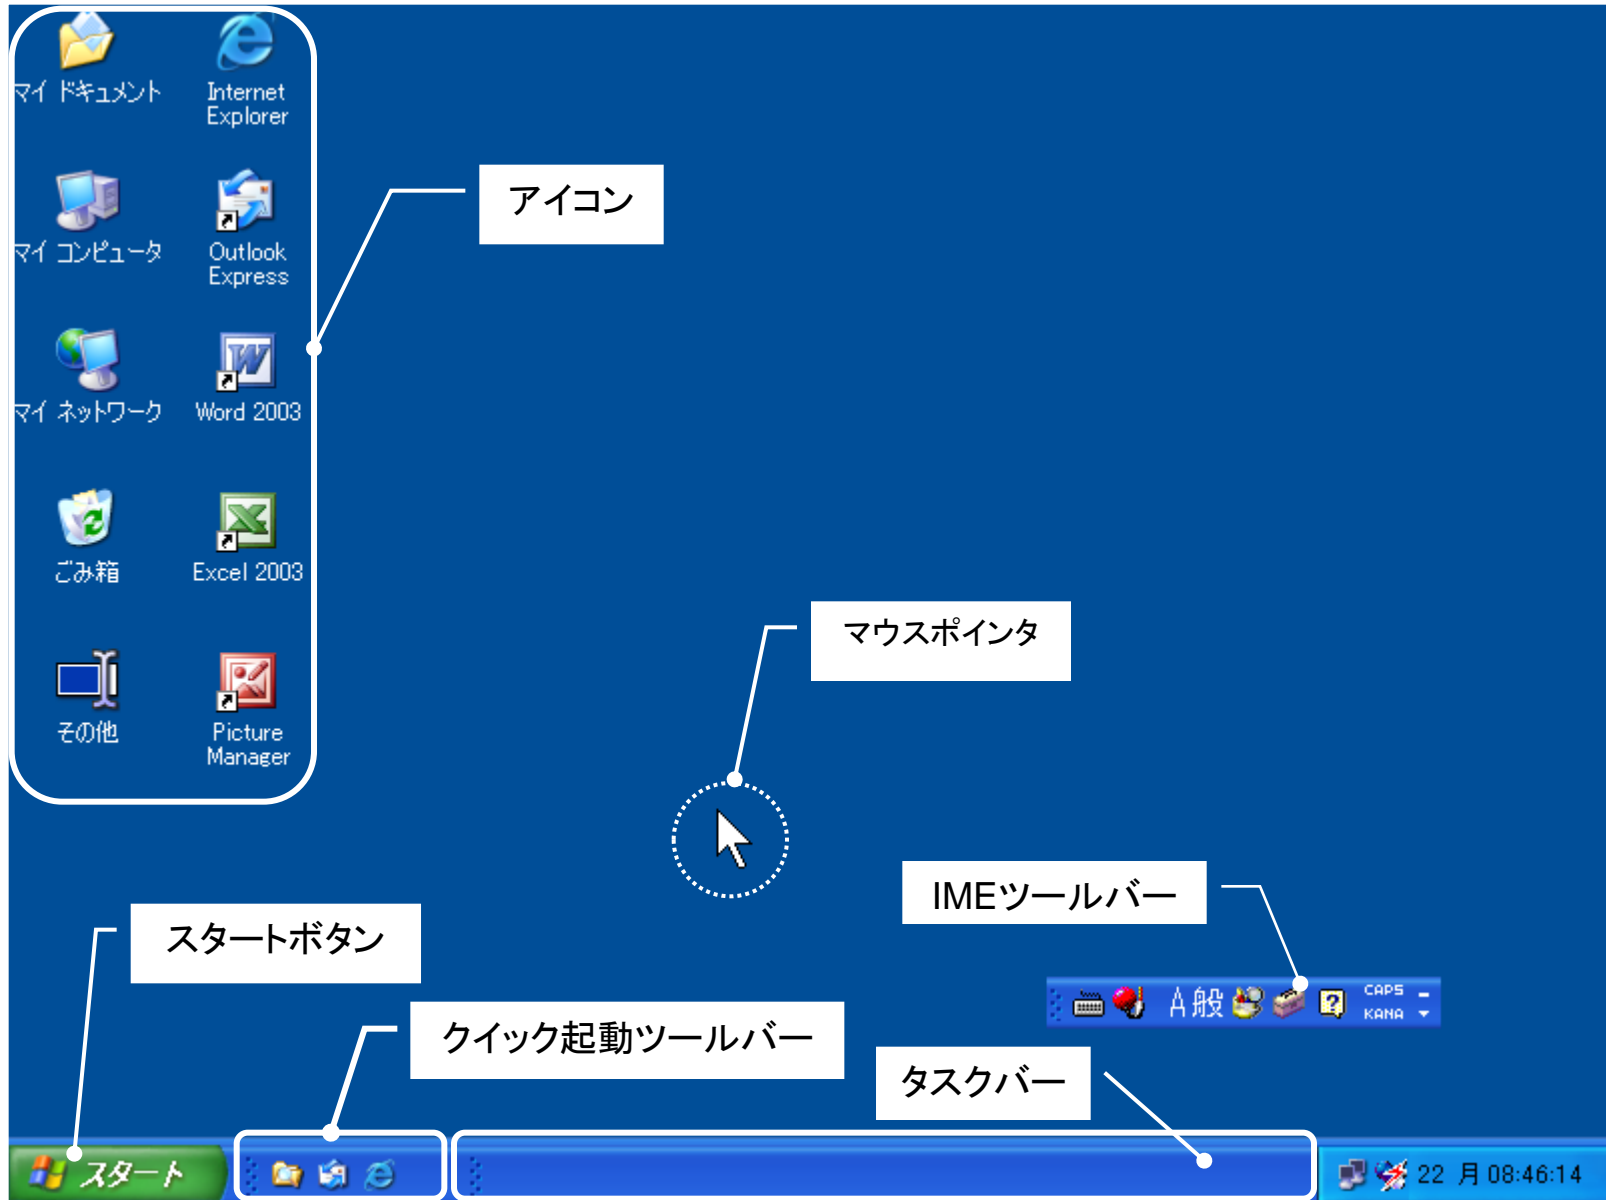 マイ ドキュメント
Internet
Explorer
マイ コンピュータ
Outlook
Express
マイ ネットワーク
Word 2003
ごみ箱
Excel 2003
その他
Picture
Manager
アイコン
マウスポインタ
IMEツールバー
スタートボタン
A 般
CAPS
KANA
クイック起動ツールバー
タスクバー
スタート
22 月 08:46:14